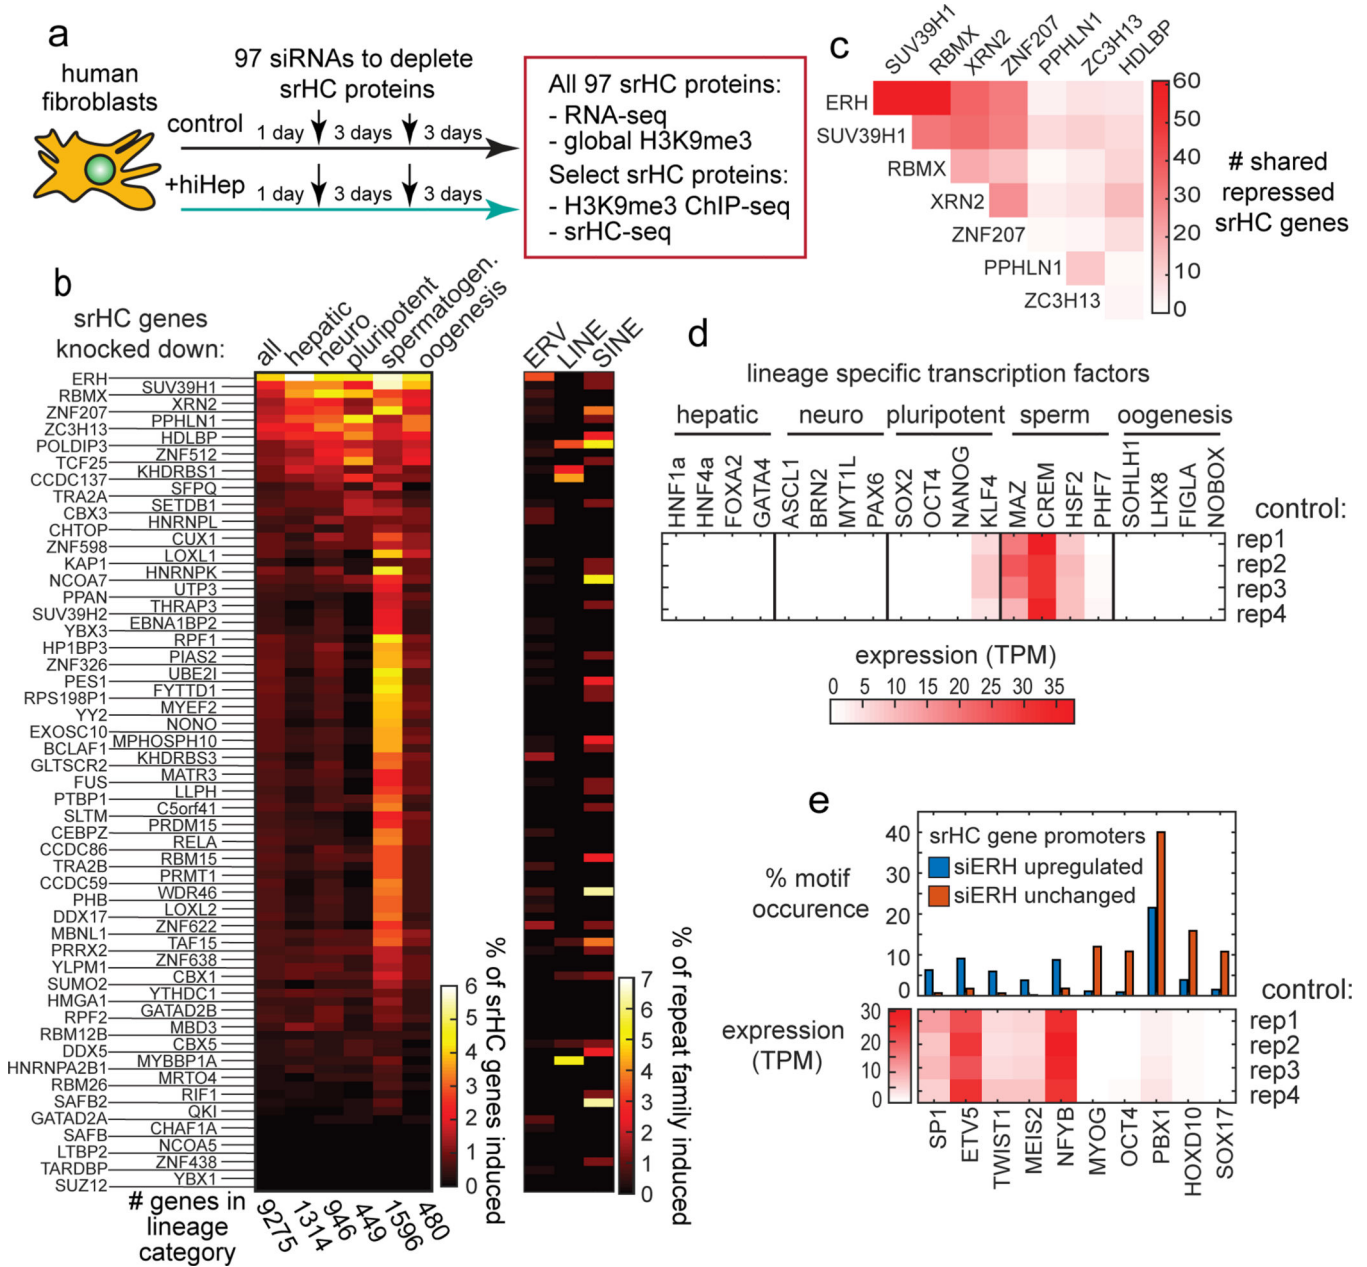 a
human
fibroblasts
97 siRNAs to deplete
srHC proteins
control
1 day
3 days
3 days
+hiHep
1 day
3 days
3 days
All 97 srHC proteins:
- RNA-seq
- global H3K9me3
Select srHC proteins:
- H3K9me3 ChIP-seq
- srHC-seq
b
srHC genes
knocked down:
all
hepatic
neuro
pluripotent
spermatogen.
oogenesis
ERV
LINE
SINE
ERH
SUV39H1
RBMX
XRN2
ZNF207
PPHLN1
ZC3H13
HDLBP
POLDIP3
ZNF512
TCF25
KHDRBS1
CCDC137
SFPQ
TRA2A
SETDB1
CBX3
HNRNPL
CHTOP
CUX1
ZNF598
LOXL1
KAP1
HNRNPK
NCOA7
UTP3
PPAN
THRAP3
SUV39H2
EBNA1BP2
YBX3
RPF1
HP1BP3
PIAS2
ZNF326
UBE2I
PES1
FYTTD1
RPS198P1
MYEF2
YY2
NONO
EXOSC10
MPHOSPH10
BCLAF1
KHDRBS3
GLTSCR2
MATR3
FUS
LLPH
PTBP1
C5orf41
SLTM
PRDM15
CEBPZ
RELA
CCDC86
RBM15
TRA2B
PRMT1
CCDC59
WDR46
PHB
LOXL2
DDX17
ZNF622
MBNL1
TAF15
PRRX2
ZNF638
YLPM1
CBX1
SUMO2
YTHDC1
HMGA1
GATAD2B
RPF2
MBD3
RBM12B
CBX5
DDX5
MYBBP1A
HNRNPA2B1
MRTO4
RBM26
RIF1
SAFB2
QKI
GATAD2A
CHAF1A
SAFB
NCOA5
LTBP2
ZNF438
TARDBP
YBX1
SUZ12
# genes in
lineage
category
9275
1314
946
449
1596
480
% of srHC genes induced
6
5
4
3
2
1
0
% of repeat family induced
7
6
5
4
3
2
1
0
c
SUV39H1
RBMX
XRN2
ZNF207
PPHLN1
ZC3H13
HDLBP
ERH
SUV39H1
RBMX
XRN2
ZNF207
PPHLN1
ZC3H13
60
50
40
30
20
10
0
# shared
repressed
srHC genes
d
lineage specific transcription factors
hepatic
neuro
pluripotent
sperm
oogenesis
HNF1a
HNF4a
FOXA2
GATA4
ASCL1
BRN2
MYT1L
PAX6
SOX2
OCT4
NANOG
KLF4
MAZ
CREM
HSF2
PHF7
SOHLH1
LHX8
FIGLA
NOBOX
control:
rep1
rep2
rep3
rep4
expression (TPM)
0 5 10 15 20 25 30 35
e
srHC gene promoters
siERH upregulated
siERH unchanged
% motif
occurence
40
30
20
10
0
control:
expression
(TPM)
30
20
10
0
rep1
rep2
rep3
rep4
SP1
ETV5
TWIST1
MEIS2
NFYB
MYOG
OCT4
PBX1
HOXD10
SOX17